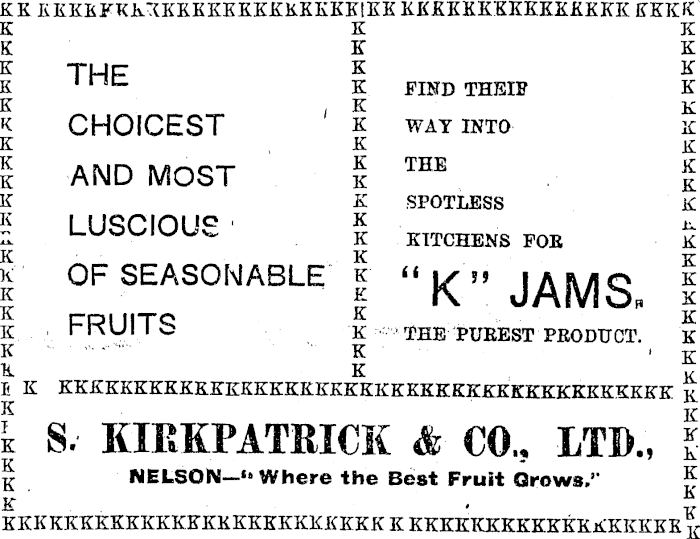 THE
CHOICEST
AND MOST
LUSCIOUS
OF SEASONABLE
FRUITS
FIND THEIR
WAY INTO
THE
SPOTLESS
KITCHENS FOR
"K" JAMS.
THE PUREST PRODUCT.
S. KIRKPATRICK & CO., LTD.,
NELSON—"Where the Best Fruit Grows."